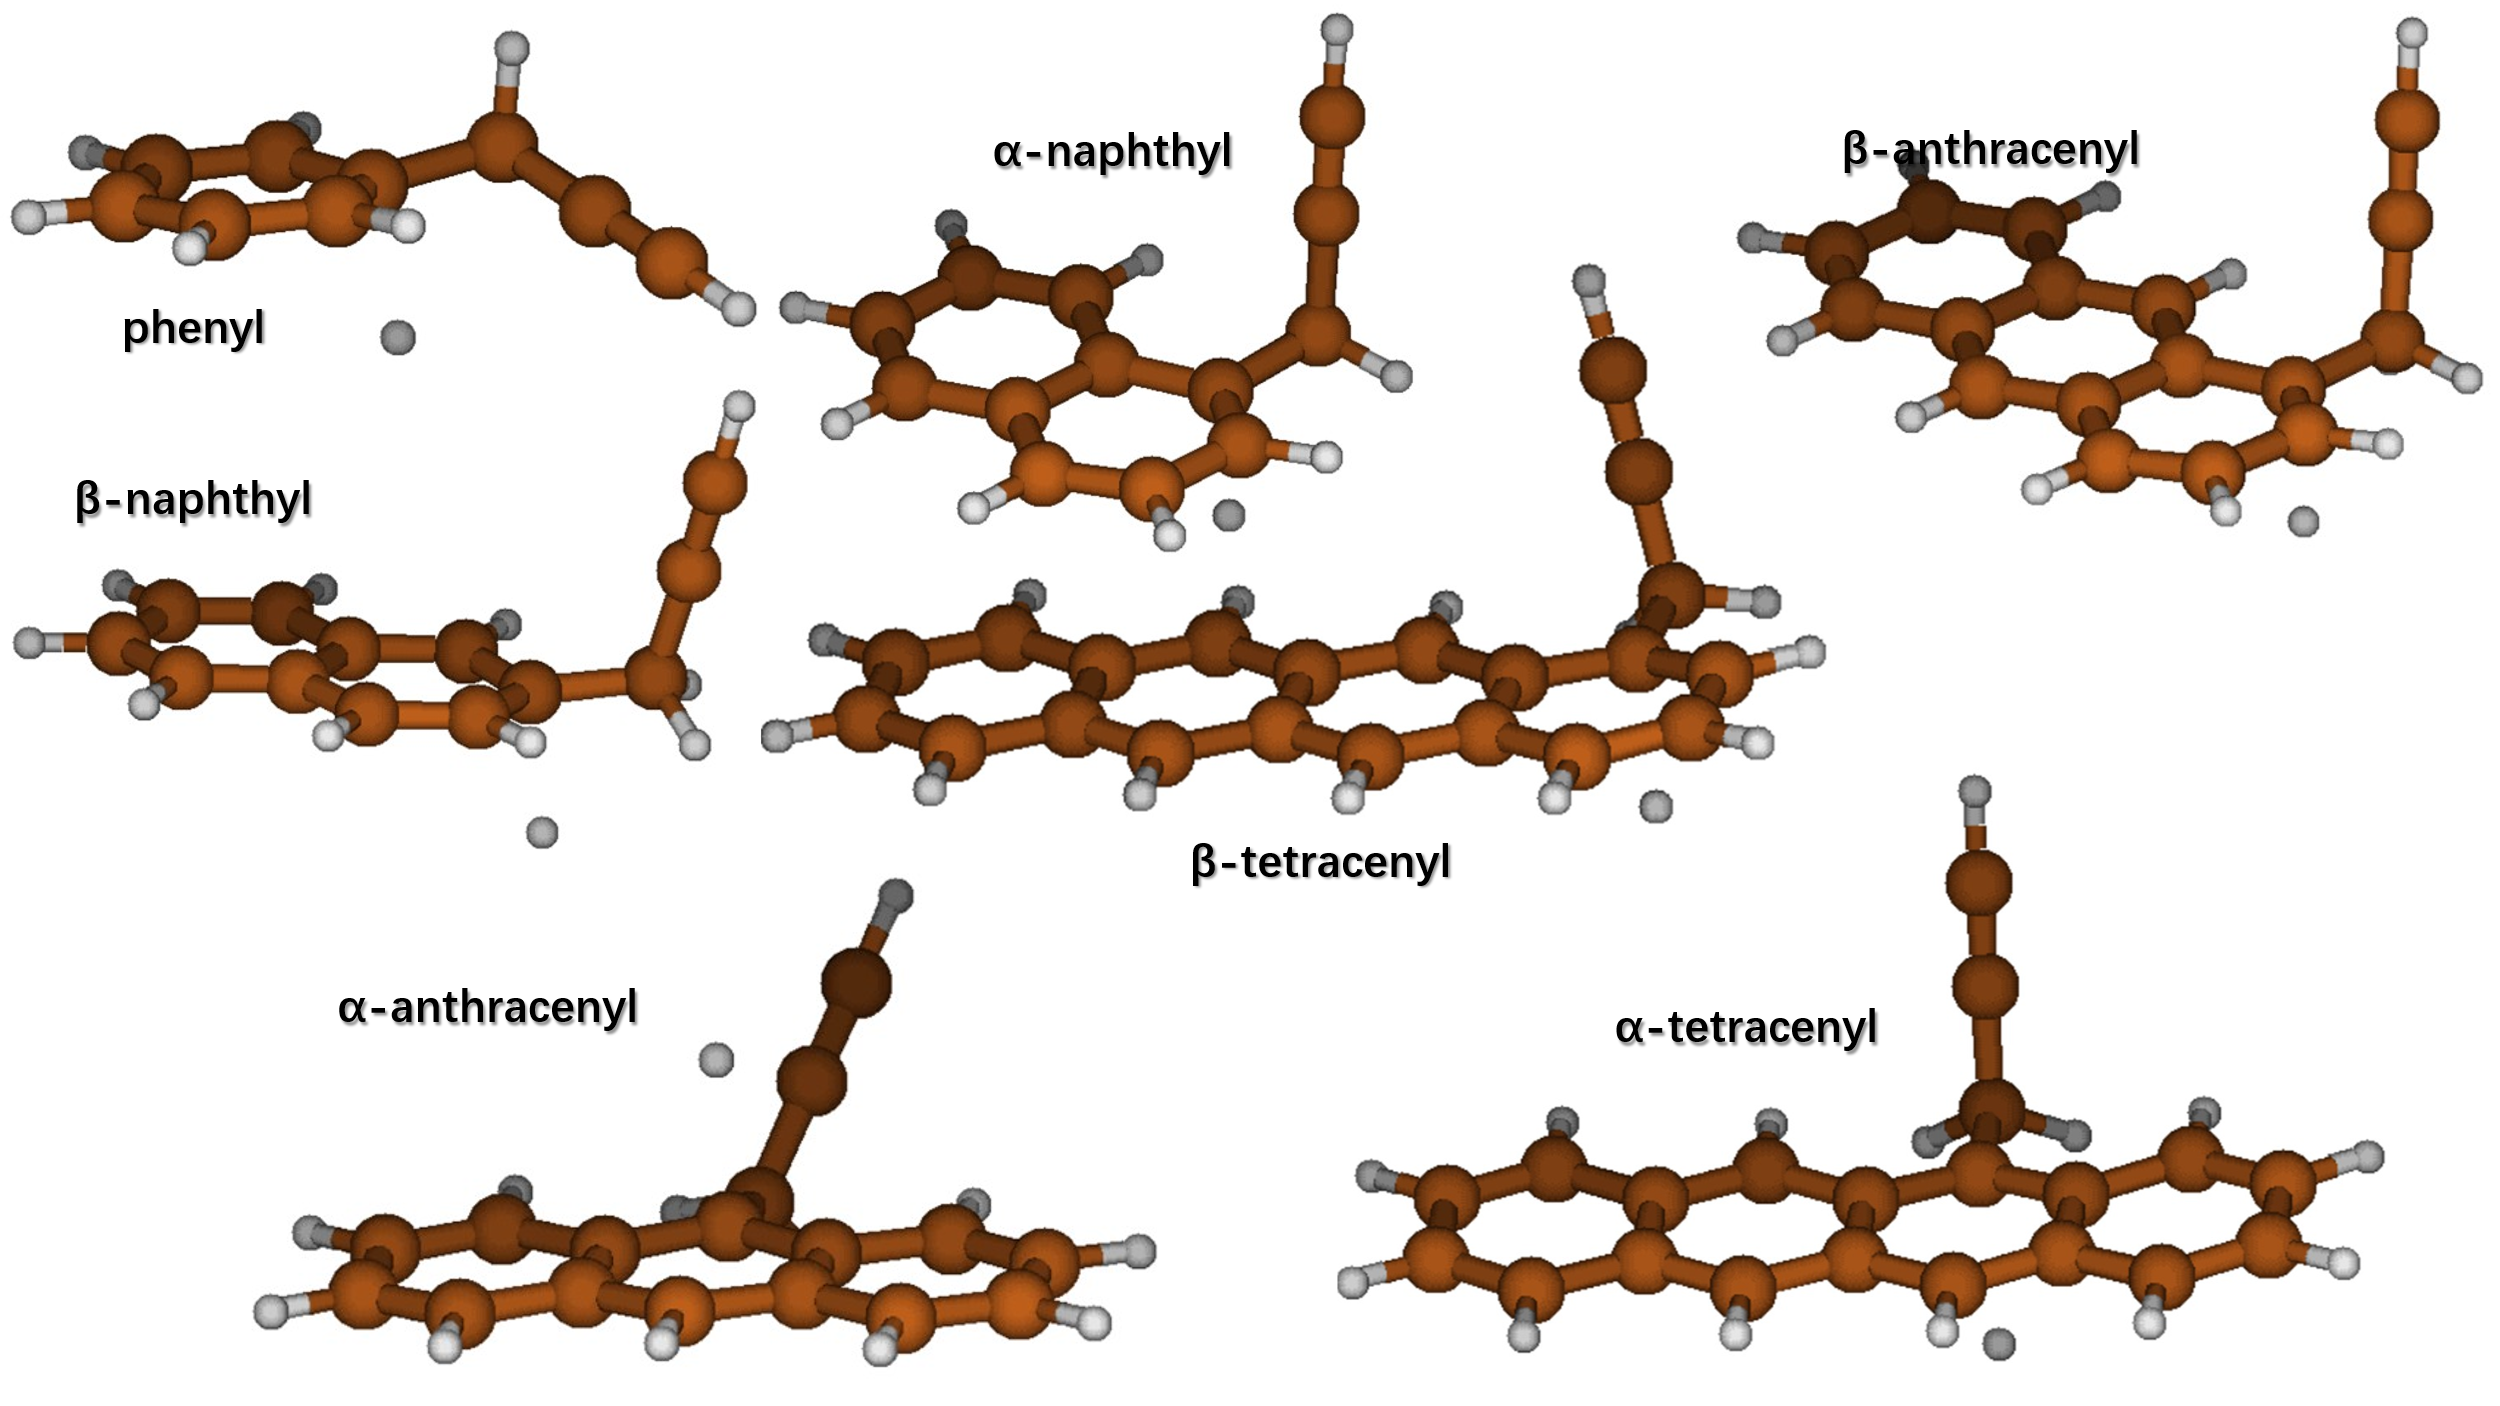 α-naphthyl
β-anthracenyl
phenyl
β-naphthyl
β-tetracenyl
α-anthracenyl
α-tetracenyl